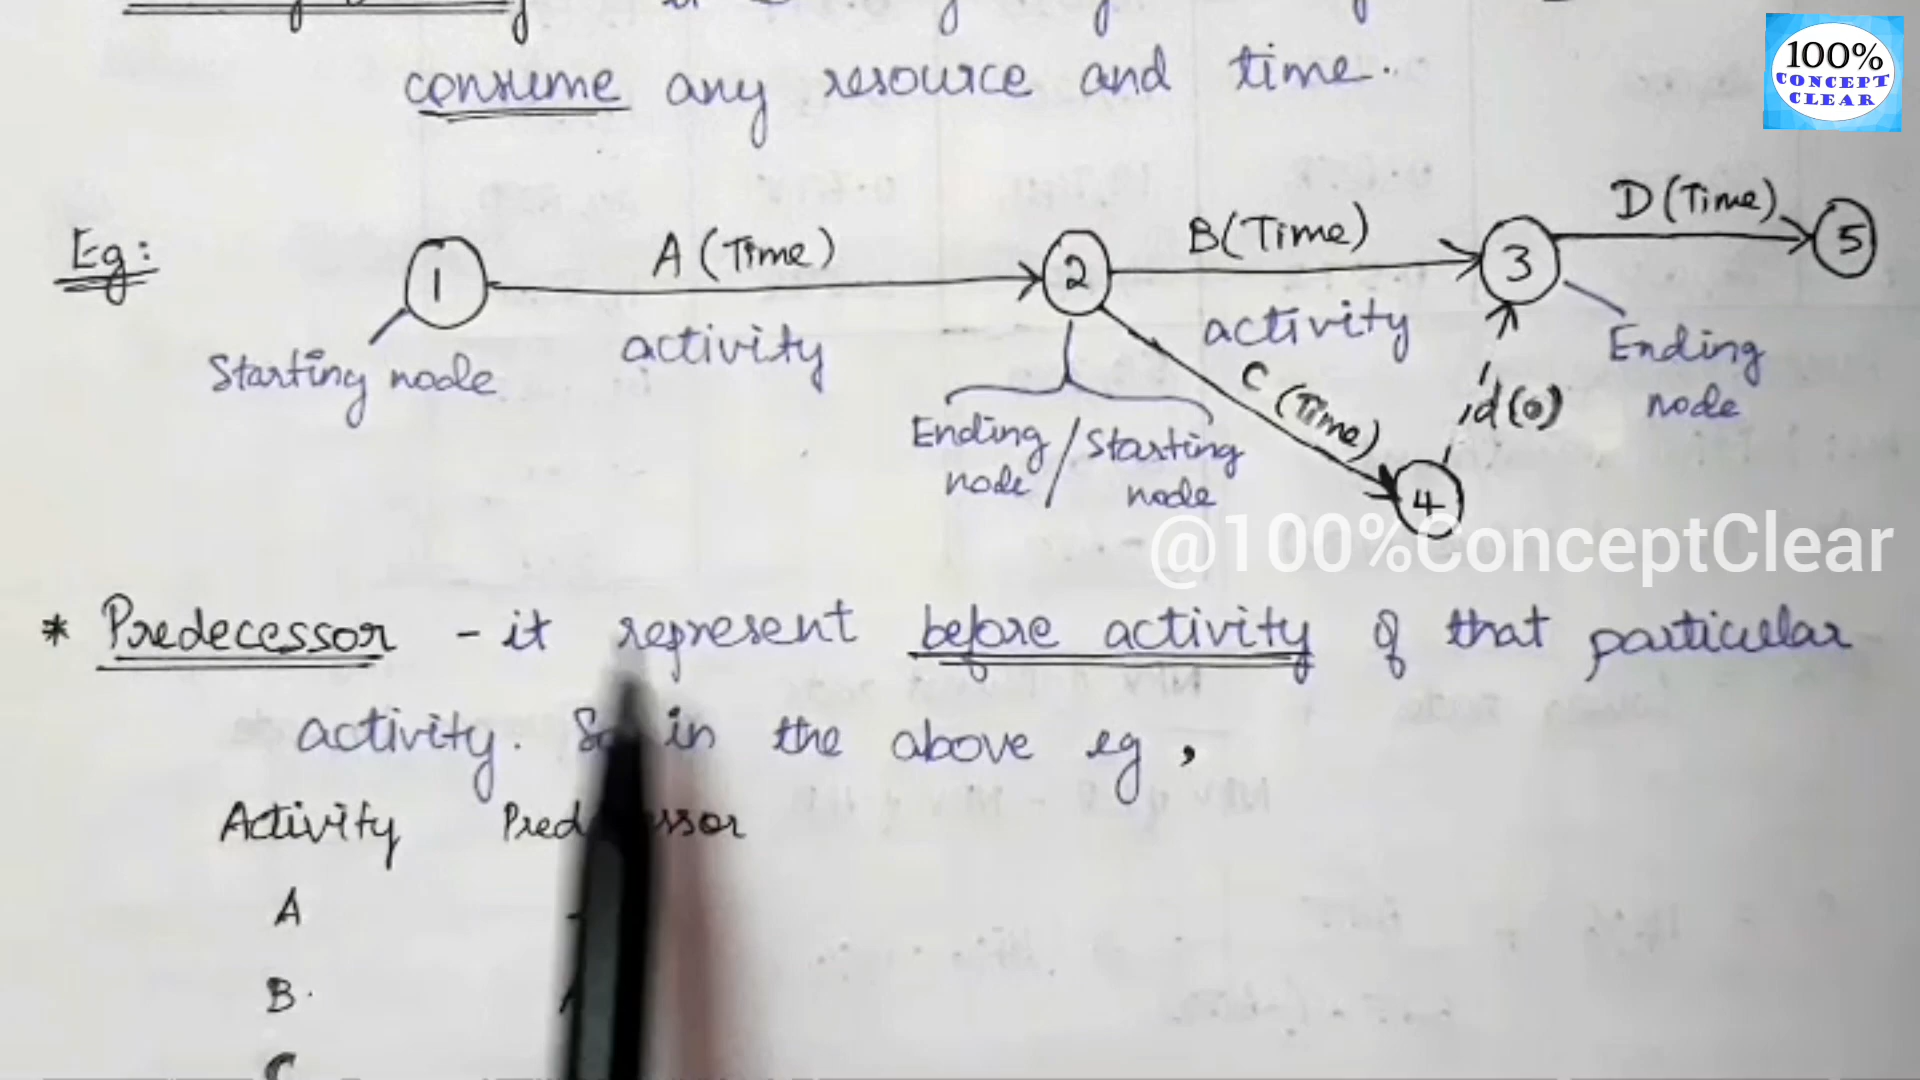 100%
CONCEPT
CLEAR
consume any resource and time.
Eg:
1
A (Time)
2
B (Time)
3
D (Time)
5
Starting node
activity
activity
Ending
node
C (Time)
d(0)
Ending
node / Starting
node
4
@100%ConceptClear
* Predecessor - it represent before activity of that particular
activity. So in the above eg,
Activity
A
B.
C